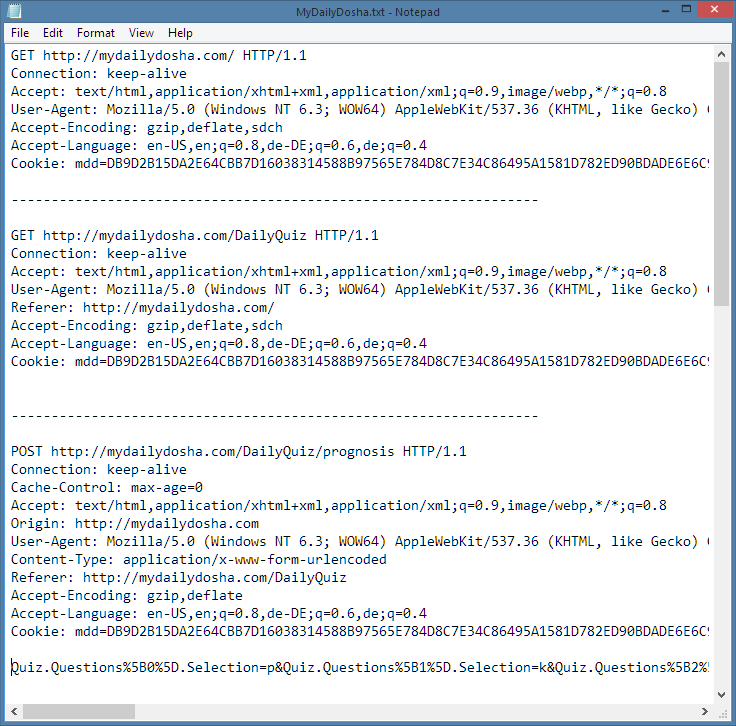 MyDailyDosha.txt - Notepad
File Edit Format View Help
GET http://mydailydosha.com/ HTTP/1.1
Connection: keep-alive
Accept: text/html,application/xhtml+xml,application/xml;q=0.9,image/webp,*/*;q=0.8
User-Agent: Mozilla/5.0 (Windows NT 6.3; WOW64) AppleWebKit/537.36 (KHTML, like Gecko)
Accept-Encoding: gzip,deflate,sdch
Accept-Language: en-US,en;q=0.8,de-DE;q=0.6,de;q=0.4
Cookie: mdd=DB9D2B15DA2E64CBB7D16038314588B97565E784D8C7E34C86495A1581D782ED90BDADE6E6C9
------------------------------------------------------------------
GET http://mydailydosha.com/DailyQuiz HTTP/1.1
Connection: keep-alive
Accept: text/html,application/xhtml+xml,application/xml;q=0.9,image/webp,*/*;q=0.8
User-Agent: Mozilla/5.0 (Windows NT 6.3; WOW64) AppleWebKit/537.36 (KHTML, like Gecko)
Referer: http://mydailydosha.com/
Accept-Encoding: gzip,deflate,sdch
Accept-Language: en-US,en;q=0.8,de-DE;q=0.6,de;q=0.4
Cookie: mdd=DB9D2B15DA2E64CBB7D16038314588B97565E784D8C7E34C86495A1581D782ED90BDADE6E6C9
------------------------------------------------------------------
POST http://mydailydosha.com/DailyQuiz/prognosis HTTP/1.1
Connection: keep-alive
Cache-Control: max-age=0
Accept: text/html,application/xhtml+xml,application/xml;q=0.9,image/webp,*/*;q=0.8
Origin: http://mydailydosha.com
User-Agent: Mozilla/5.0 (Windows NT 6.3; WOW64) AppleWebKit/537.36 (KHTML, like Gecko)
Content-Type: application/x-www-form-urlencoded
Referer: http://mydailydosha.com/DailyQuiz
Accept-Encoding: gzip,deflate
Accept-Language: en-US,en;q=0.8,de-DE;q=0.6,de;q=0.4
Cookie: mdd=DB9D2B15DA2E64CBB7D16038314588B97565E784D8C7E34C86495A1581D782ED90BDADE6E6C9
Quiz.Questions%5B0%5D.Selection=p&Quiz.Questions%5B1%5D.Selection=k&Quiz.Questions%5B2%